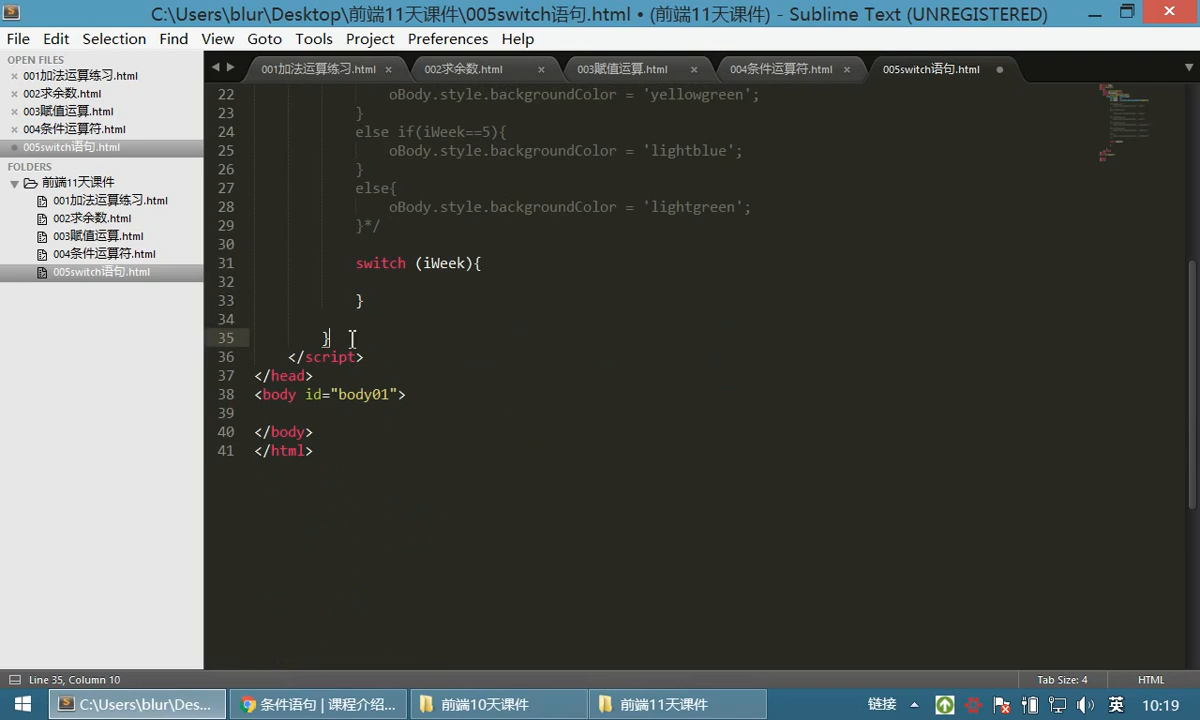 C:\Users\blur\Desktop\前端11天课件\005switch语句.html • (前端11天课件) - Sublime Text (UNREGISTERED)
File Edit Selection Find View Goto Tools Project Preferences Help
OPEN FILES
001加法运算练习.html
002求余数.html
003赋值运算.html
004条件运算符.html
005switch语句.html
FOLDERS
前端11天课件
001加法运算练习.html
002求余数.html
003赋值运算.html
004条件运算符.html
005switch语句.html
001加法运算练习.html 002求余数.html 003赋值运算.html 004条件运算符.html 005switch语句.html
22 oBody.style.backgroundColor = 'yellowgreen';
23 }
24 else if(iWeek==5){
25 oBody.style.backgroundColor = 'lightblue';
26 }
27 else{
28 oBody.style.backgroundColor = 'lightgreen';
29 }*/
30
31 switch (iWeek){
32
33 }
34
35 }
36 </script>
37 </head>
38 <body id="body01">
39
40 </body>
41 </html>
Line 35, Column 10 Tab Size: 4 HTML
C:\Users\blur\Des... 条件语句 | 课程介绍... 前端10天课件 前端11天课件 链接 英 10:19